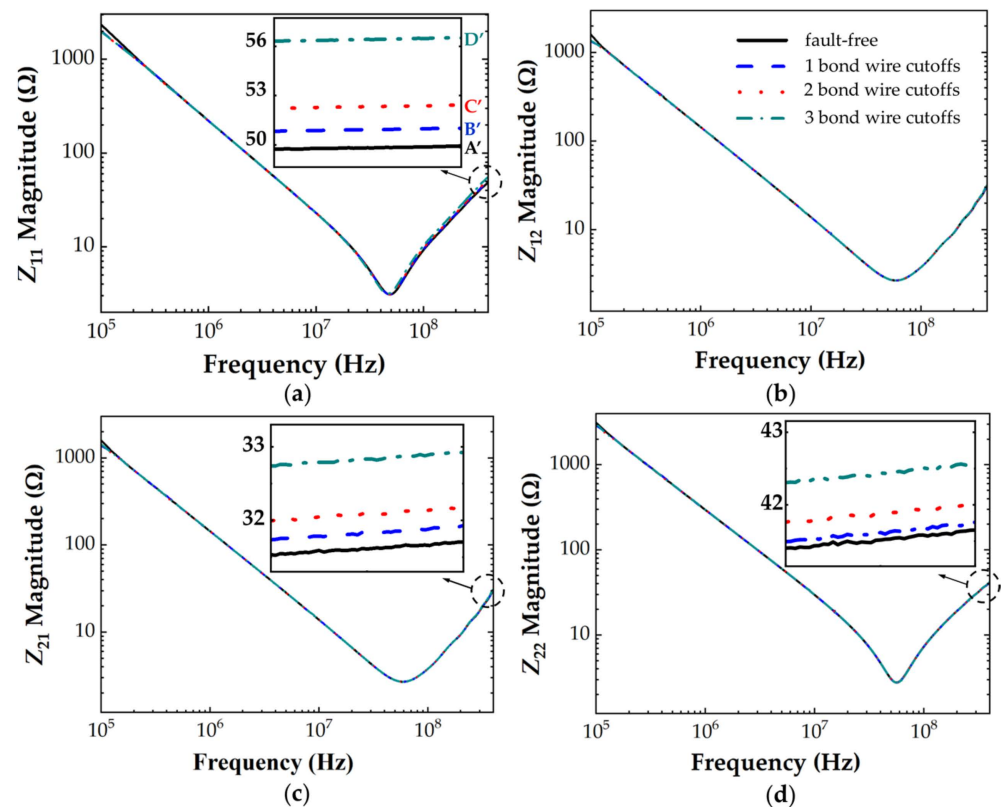 1000
100
10
Z11 Magnitude (Ω)
56
53
50
D′
C′
B′
A′
10^5
10^6
10^7
10^8
Frequency (Hz)
(a)
1000
100
10
Z12 Magnitude (Ω)
fault-free
1 bond wire cutoffs
2 bond wire cutoffs
3 bond wire cutoffs
10^5
10^6
10^7
10^8
Frequency (Hz)
(b)
1000
100
10
Z21 Magnitude (Ω)
33
32
10^5
10^6
10^7
10^8
Frequency (Hz)
(c)
1000
100
10
Z22 Magnitude (Ω)
43
42
10^5
10^6
10^7
10^8
Frequency (Hz)
(d)